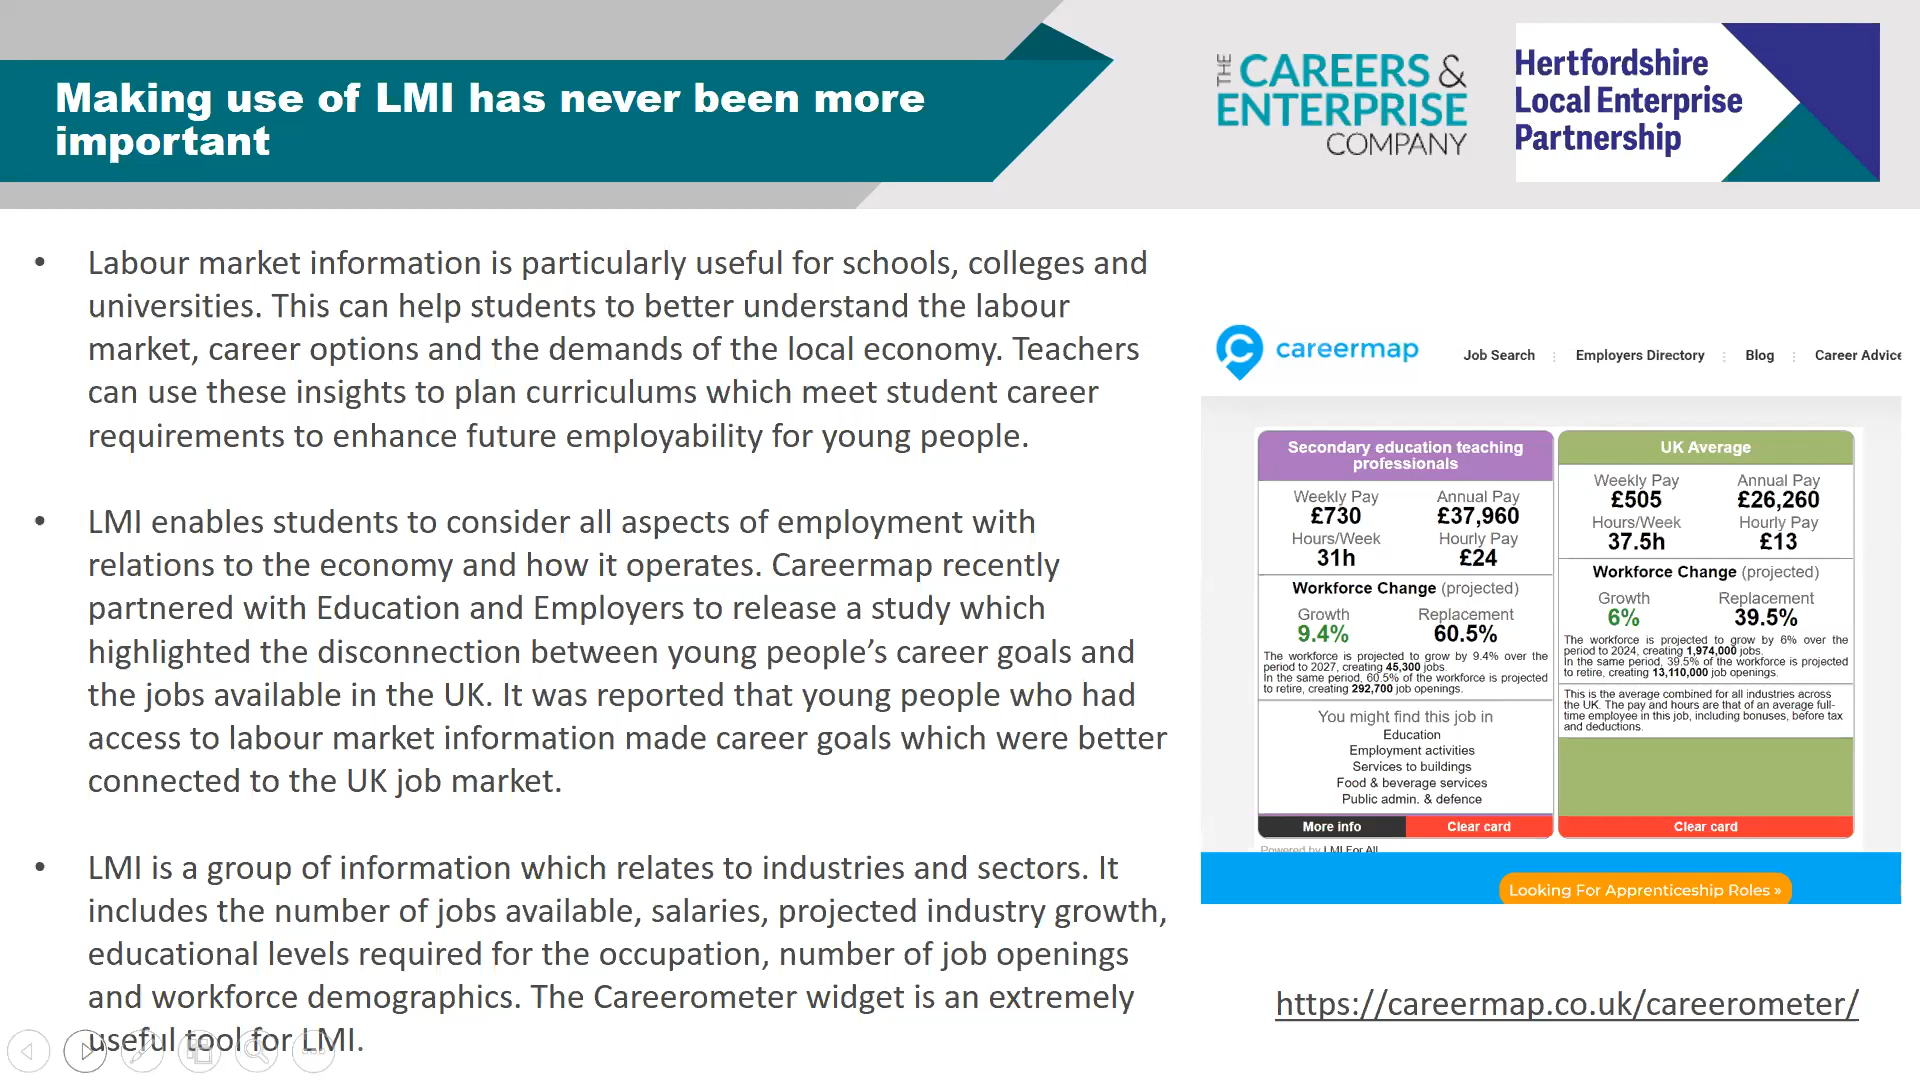 Making use of LMI has never been more
important
THE
CAREERS &
ENTERPRISE
COMPANY
Hertfordshire
Local Enterprise
Partnership
• Labour market information is particularly useful for schools, colleges and
universities. This can help students to better understand the labour
market, career options and the demands of the local economy. Teachers
can use these insights to plan curriculums which meet student career
requirements to enhance future employability for young people.
• LMI enables students to consider all aspects of employment with
relations to the economy and how it operates. Careermap recently
partnered with Education and Employers to release a study which
highlighted the disconnection between young people’s career goals and
the jobs available in the UK. It was reported that young people who had
access to labour market information made career goals which were better
connected to the UK job market.
• LMI is a group of information which relates to industries and sectors. It
includes the number of jobs available, salaries, projected industry growth,
educational levels required for the occupation, number of job openings
and workforce demographics. The Careerometer widget is an extremely
useful tool for LMI.
careermap
Job Search Employers Directory Blog Career Advice
Secondary education teaching
professionals
Weekly Pay Annual Pay
£730 £37,960
Hours/Week Hourly Pay
31h £24
Workforce Change (projected)
Growth Replacement
9.4% 60.5%
The workforce is projected to grow by 9.4% over the
period to 2027, creating 45,300 jobs.
In the same period, 60.5% of the workforce is projected
to retire, creating 292,700 job openings.
You might find this job in
Education
Employment activities
Services to buildings
Food & beverage services
Public admin. & defence
More info Clear card
UK Average
Weekly Pay Annual Pay
£505 £26,260
Hours/Week Hourly Pay
37.5h £13
Workforce Change (projected)
Growth Replacement
6% 39.5%
The workforce is projected to grow by 6% over the
period to 2024, creating 1,974,000 jobs.
In the same period, 39.5% of the workforce is projected
to retire, creating 13,110,000 job openings.
This is the average combined for all industries across
the UK. The pay and hours are that of an average full-
time employee in this job, including bonuses, before tax
and deductions.
Clear card
Powered by LMI For All
Looking For Apprenticeship Roles »
https://careermap.co.uk/careerometer/